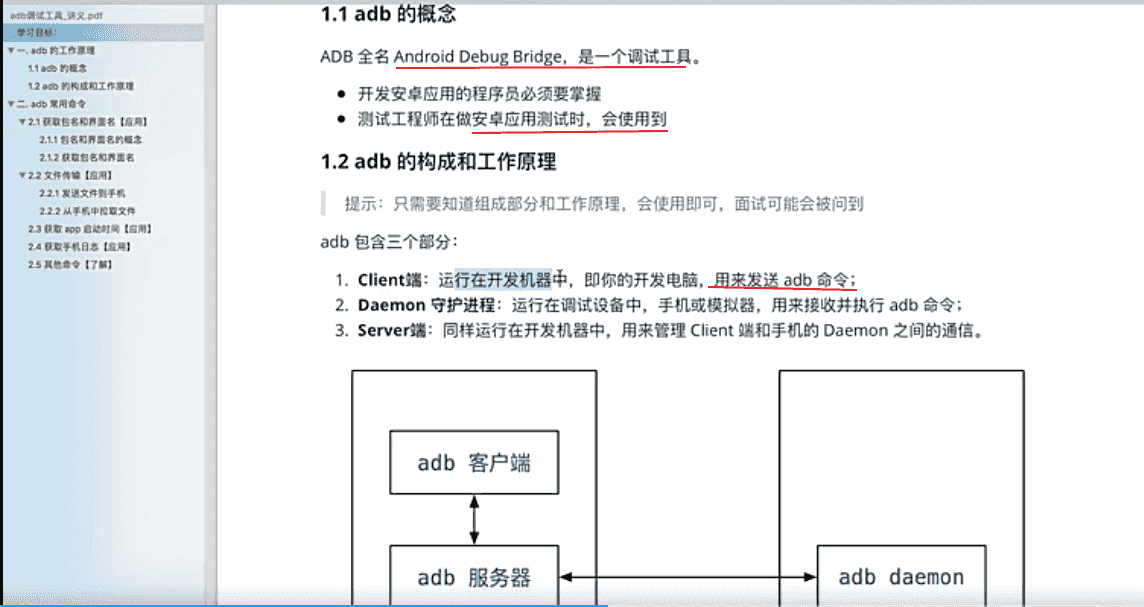 adb调试工具_讲义.pdf
学习目标：
一. adb 的工作原理
1.1 adb 的概念
1.2 adb 的构成和工作原理
二. adb 常用命令
2.1 获取包名和界面名【应用】
2.1.1 包名和界面名的概念
2.1.2 获取包名和界面名
2.2 文件传输【应用】
2.2.1 发送文件到手机
2.2.2 从手机中拉取文件
2.3 获取 app 启动时间【应用】
2.4 获取手机日志【应用】
2.5 其他命令【了解】
1.1 adb 的概念
ADB 全名 Android Debug Bridge，是一个调试工具。
开发安卓应用的程序员必须要掌握
测试工程师在做安卓应用测试时，会使用到
1.2 adb 的构成和工作原理
提示：只需要知道组成部分和工作原理，会使用即可，面试可能会被问到
adb 包含三个部分：
1. Client端：运行在开发机器中，即你的开发电脑，用来发送 adb 命令；
2. Daemon 守护进程：运行在调试设备中，手机或模拟器，用来接收并执行 adb 命令；
3. Server端：同样运行在开发机器中，用来管理 Client 端和手机的 Daemon 之间的通信。
adb 客户端
adb 服务器
adb daemon